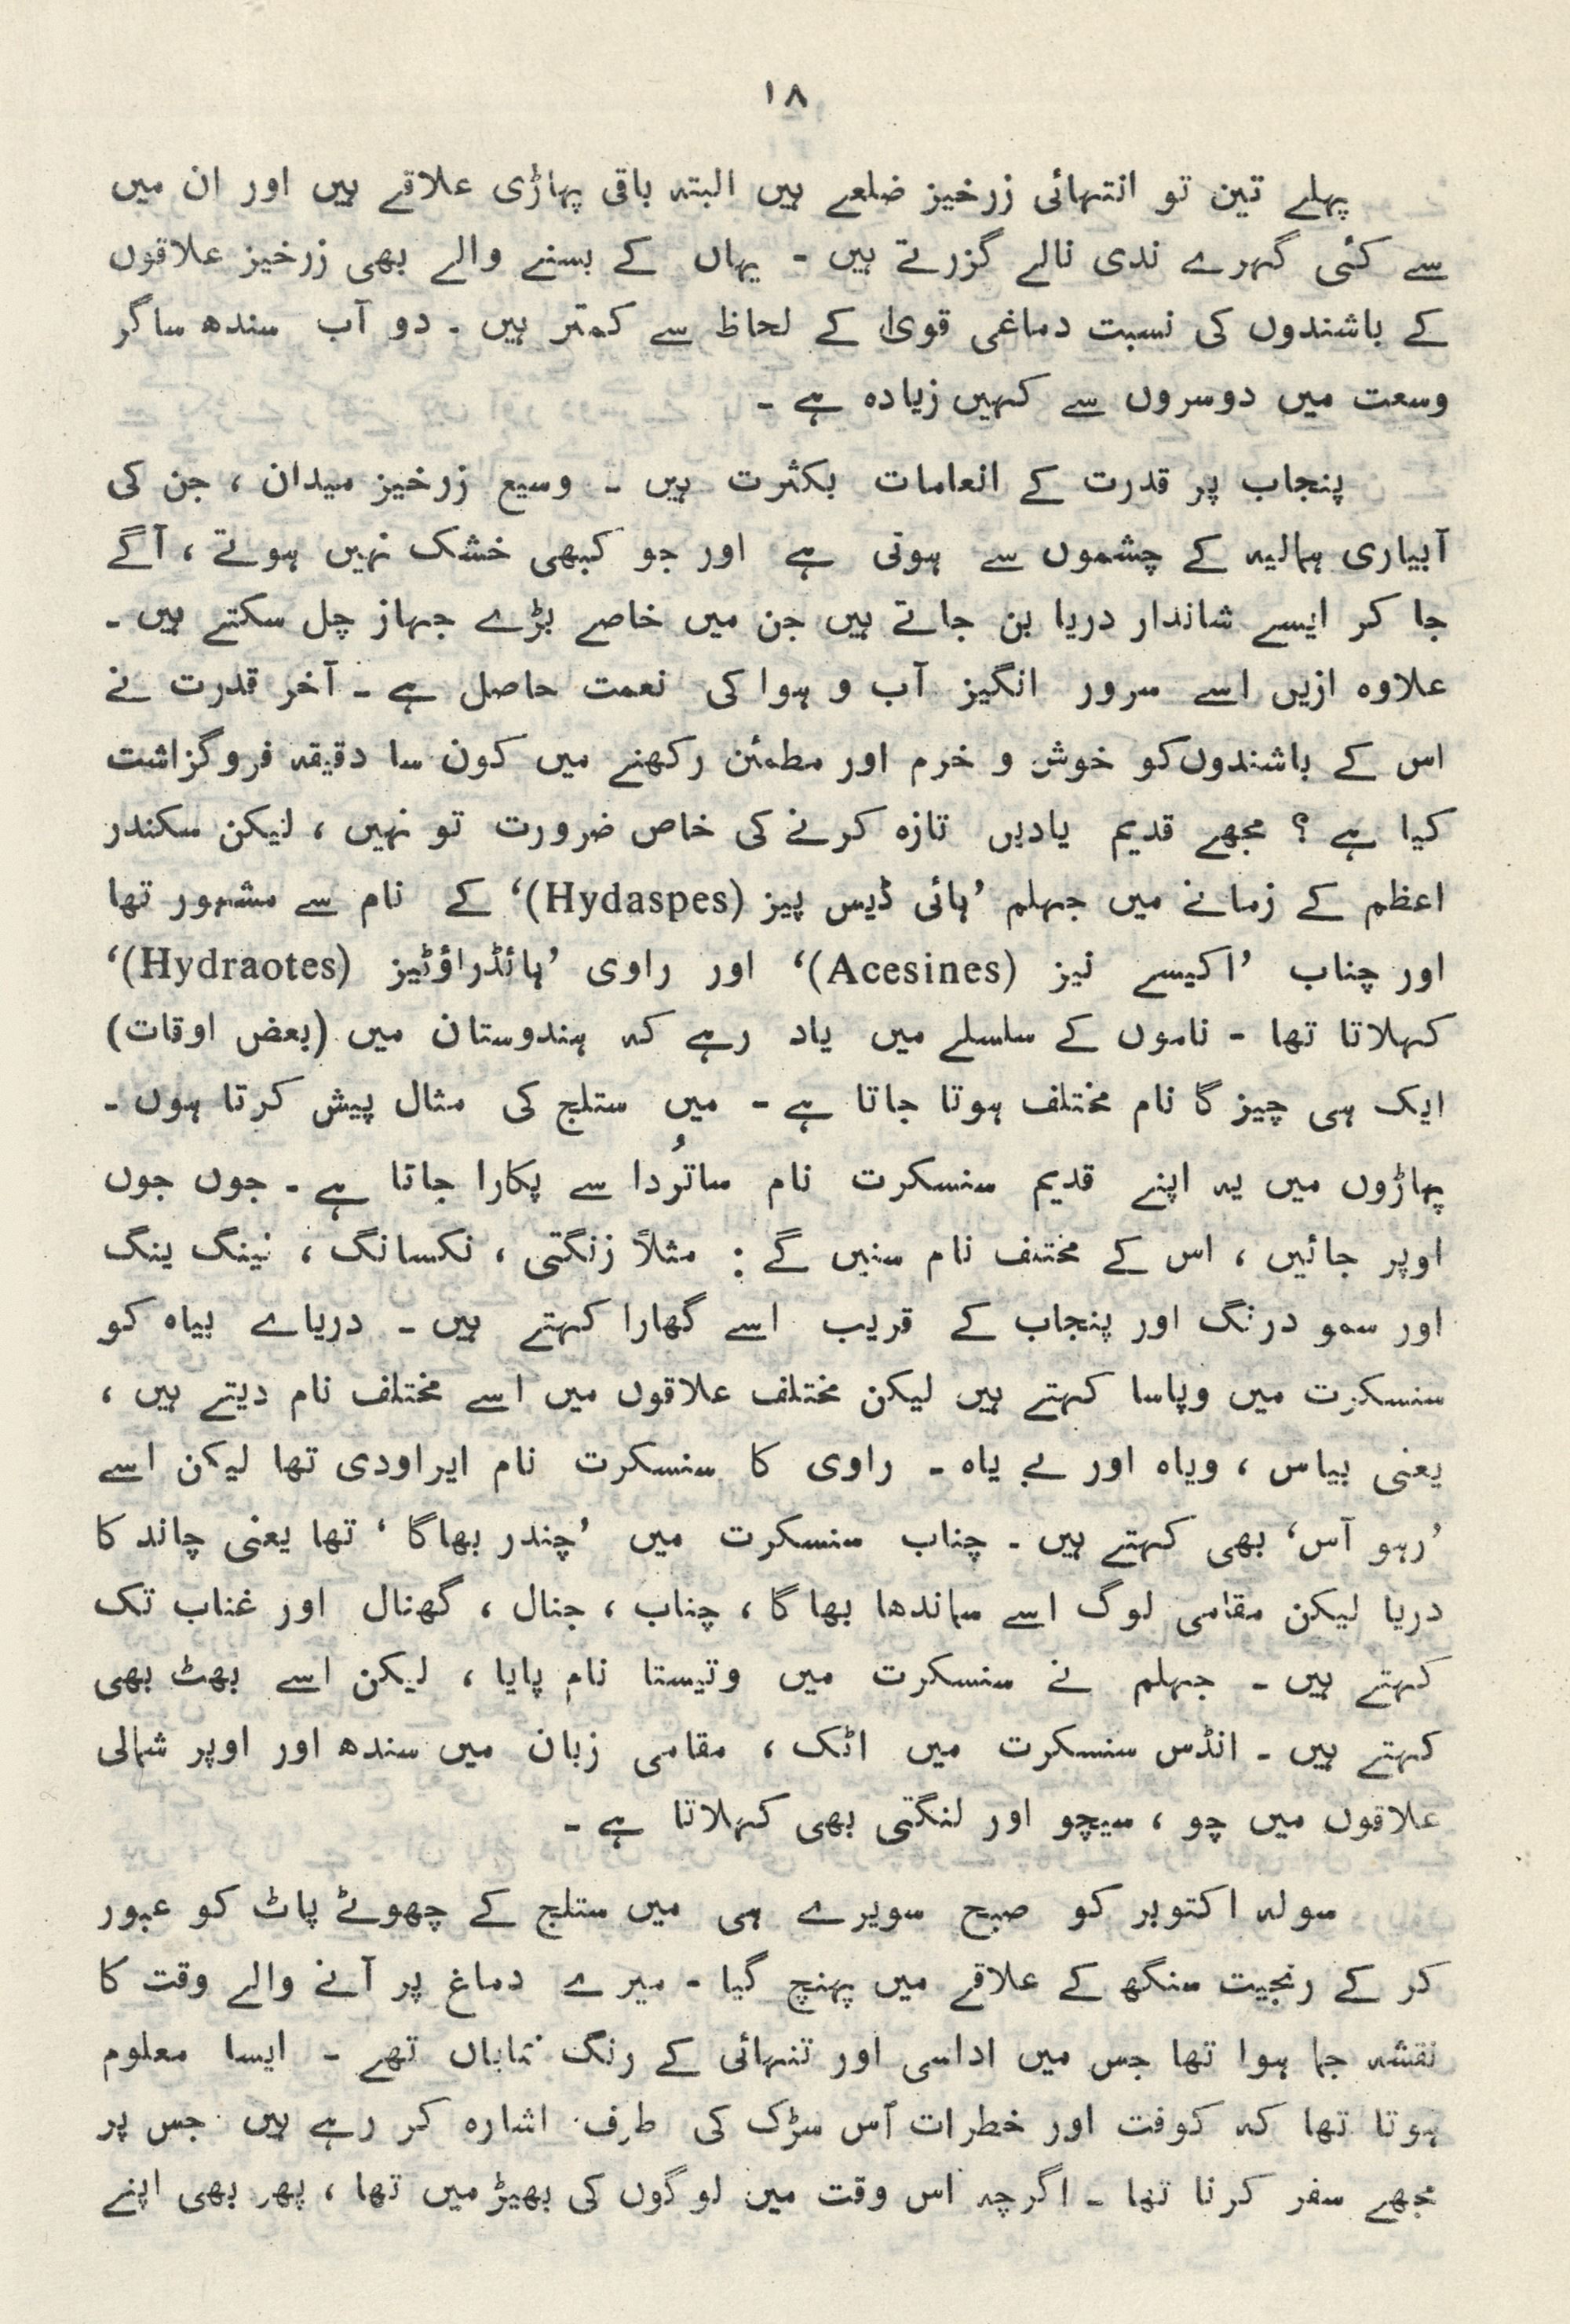 ۱۸
پہلے تین تو انتہائی زرخیز ضلعے ہیں البتہ باقی پہاڑی علاقے ہیں اور ان میں
سے کئی گہرے ندی نالے گزرتے ہیں - یہاں کے بسنے والے بھی زرخیز علاقوں
کے باشندوں کی نسبت دماغی قویٰ کے لحاظ سے کمتر ہیں - دو آب سندھ ساگر
وسعت میں دوسروں سے کہیں زیادہ ہے -
پنجاب پر قدرت کے انعامات بکثرت ہیں - وسیع زرخیز میدان ، جن کی
آبیاری ہمالیہ کے چشموں سے ہوتی ہے اور جو کبھی خشک نہیں ہوتے ، آگے
جا کر ایسے شاندار دریا بن جاتے ہیں جن میں خاصے بڑے جہاز چل سکتے ہیں -
علاوہ ازیں اسے سرور انگیز آب و ہوا کی نعمت حاصل ہے - آخر قدرت نے
اس کے باشندوں کو خوش و خرم اور مطمئن رکھنے میں کون سا دقیقہ فروگزاشت
کیا ہے ؟ مجھے قدیم یادیں تازہ کرنے کی خاص ضرورت تو نہیں ، لیکن سکندر
اعظم کے زمانے میں جہلم ’ہائی ڈیس پیز (Hydaspes)‘ کے نام سے مشہور تھا
اور چناب ’اکیسے نیز (Acesines)‘ اور راوی ’ہائڈراؤٹیز (Hydraotes)‘
کہلاتا تھا - ناموں کے سلسلے میں یاد رہے کہ ہندوستان میں (بعض اوقات)
ایک ہی چیز گا نام مختلف ہوتا جاتا ہے - میں ستلج کی مثال پیش کرتا ہوں -
پہاڑوں میں یہ اپنے قدیم سنسکرت نام ساتُردا سے پکارا جاتا ہے - جوں جوں
اوپر جائیں ، اس کے مختلف نام سنیں گے : مثلاً زنگتی ، نکسانگ ، نینگ ینگ
اور سمو درنگ اور پنجاب کے قریب اسے گھارا کہتے ہیں - دریاے بیاہ کو
سنسکرت میں وپاسا کہتے ہیں لیکن مختلف علاقوں میں اسے مختلف نام دیتے ہیں ،
یعنی بیاس ، ویاہ اور بے یاہ - راوی کا سنسکرت نام ایراودی تھا لیکن اسے
’رہو آس‘ بھی کہتے ہیں - چناب سنسکرت میں ’چندر بھاگا ‘ تھا یعنی چاند کا
دریا لیکن مقامی لوگ اسے ساندھا بھاگا ، چناب ، جنال ، گھنال اور غناب تک
کہتے ہیں - جہلم نے سنسکرت میں وتیستا نام پایا ، لیکن اسے بھٹ بھی
کہتے ہیں - انڈس سنسکرت میں اٹک ، مقامی زبان میں سندھ اور اوپر شمالی
علاقوں میں چو ، سیچو اور لنگتی بھی کہلاتا ہے -
سولہ اکتوبر کو صبح سویرے ہی میں ستلج کے چھوٹے پاٹ کو عبور
کر کے رنجیت سنگھ کے علاقے میں پہنچ گیا - میرے دماغ پر آنے والے وقت کا
نقشہ جما ہوا تھا جس میں اداسی اور تنہائی کے رنگ نمایاں تھے - ایسا معلوم
ہوتا تھا کہ کوفت اور خطرات اُس سڑک کی طرف اشارہ کر رہے ہیں جس پر
مجھے سفر کرنا تھا - اگرچہ اس وقت میں لوگوں کی بھیڑ میں تھا ، پھر بھی اپنے